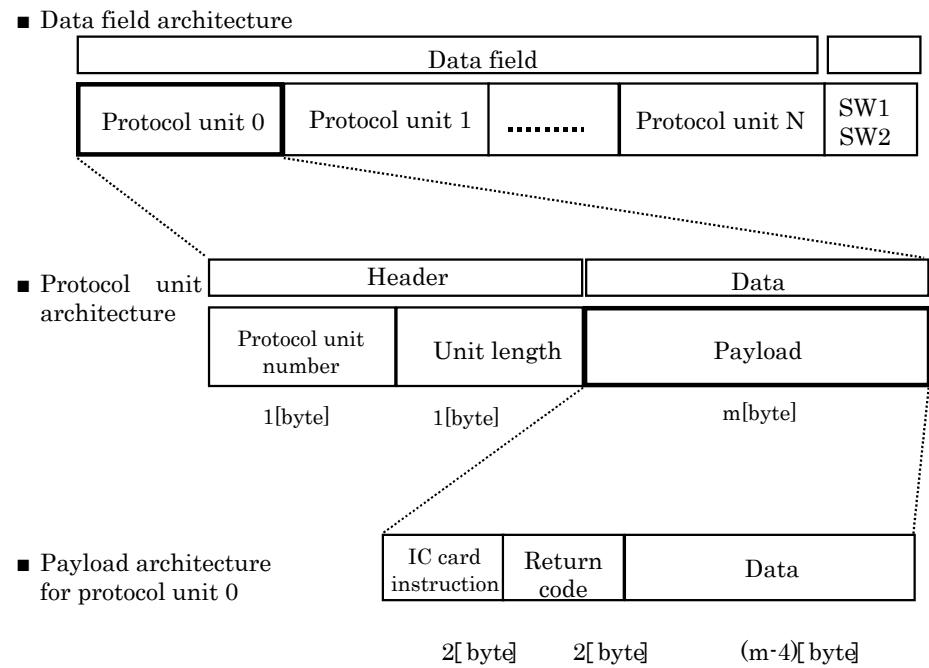 ■ Data field architecture
Data field
Protocol unit 0
Protocol unit 1
.........
Protocol unit N
SW1
SW2
■ Protocol unit
architecture
Header
Data
Protocol unit
number
Unit length
Payload
1[byte]
1[byte]
m[byte]
■ Payload architecture
for protocol unit 0
IC card
instruction
Return
code
Data
2[byte]
2[byte]
(m-4)[byte]